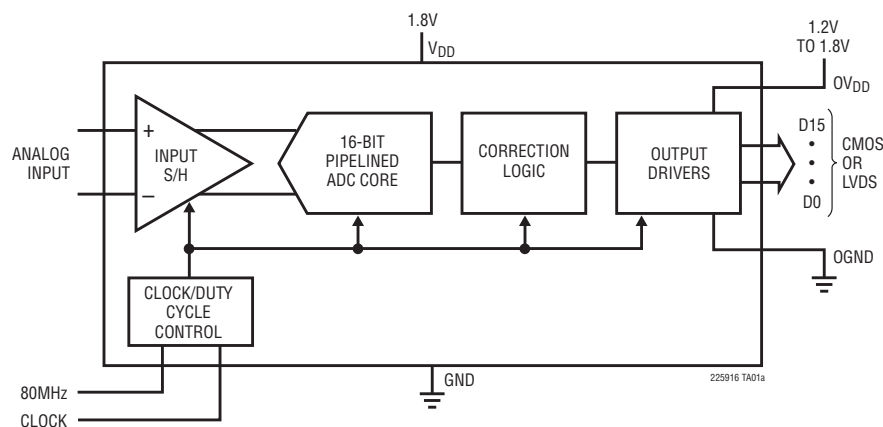 1.8V
VDD
1.2V
TO 1.8V
OVDD
ANALOG
INPUT
+
–
INPUT
S/H
16-BIT
PIPELINED
ADC CORE
CORRECTION
LOGIC
OUTPUT
DRIVERS
D15
•
•
•
D0
CMOS
OR
LVDS
OGND
CLOCK/DUTY
CYCLE
CONTROL
80MHz
CLOCK
GND
225916 TA01a